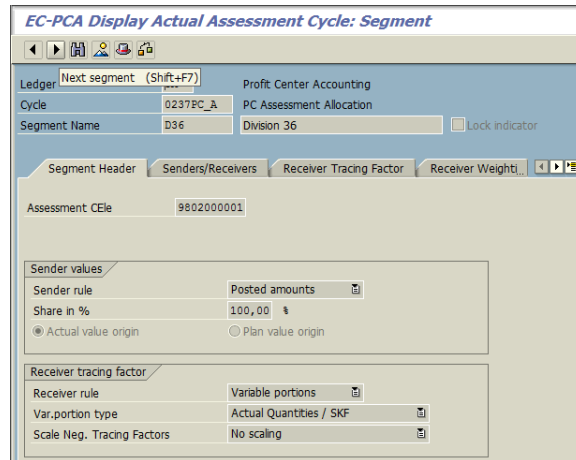 EC-PCA Display Actual Assessment Cycle: Segment
Next segment (Shift+F7)
Ledger Profit Center Accounting
Cycle 0237PC_A PC Assessment Allocation
Segment Name D36 Division 36 Lock indicator
Segment Header Senders/Receivers Receiver Tracing Factor Receiver Weighti
Assessment CEle 9802000001
Sender values
Sender rule Posted amounts
Share in % 100,00 %
Actual value origin Plan value origin
Receiver tracing factor
Receiver rule Variable portions
Var.portion type Actual Quantities / SKF
Scale Neg. Tracing Factors No scaling